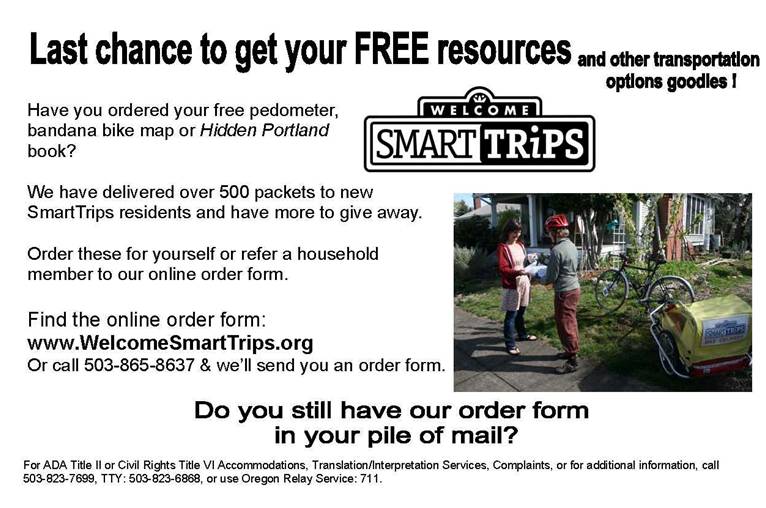 Last chance to get your FREE resources and other transportation
options goodies !
Have you ordered your free pedometer,
bandana bike map or Hidden Portland
book?
WELCOME
SMART TRiPS
We have delivered over 500 packets to new
SmartTrips residents and have more to give away.
Order these for yourself or refer a household
member to our online order form.
Find the online order form:
www.WelcomeSmartTrips.org
Or call 503-865-8637 & we'll send you an order form.
SMARTTRiPS
Do you still have our order form
in your pile of mail?
For ADA Title II or Civil Rights Title VI Accommodations, Translation/Interpretation Services, Complaints, or for additional information, call
503-823-7699, TTY: 503-823-6868, or use Oregon Relay Service: 711.